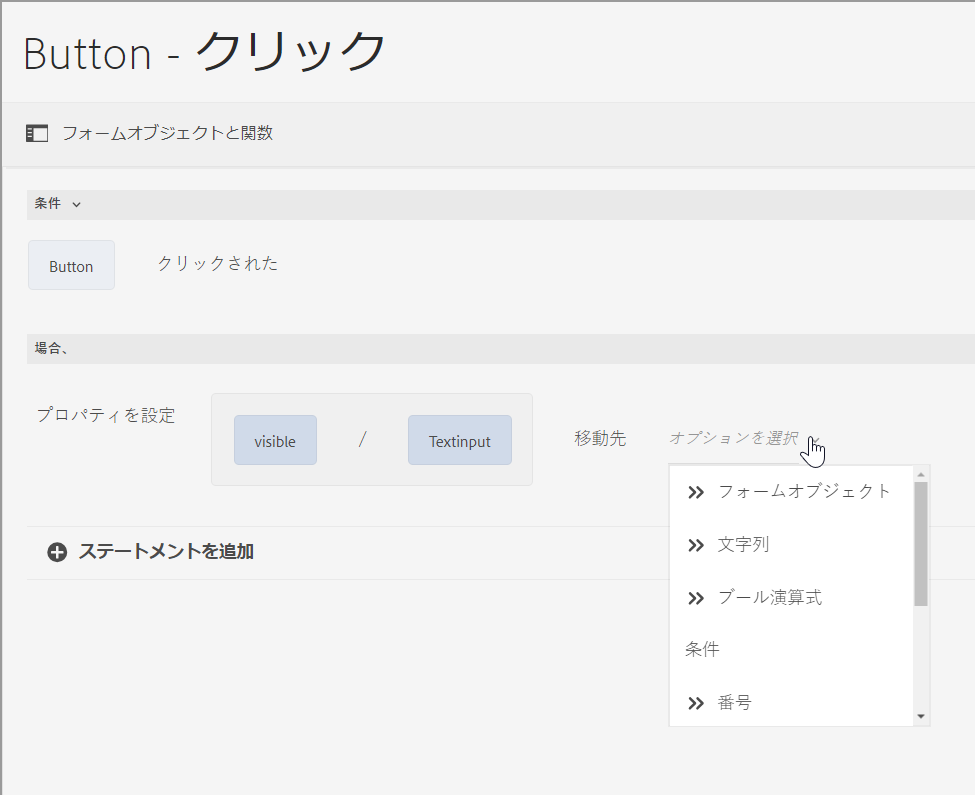 Button - クリック
フォームオブジェクトと関数
条件
Button クリックされた
場合、
プロパティを設定 visible / Textinput 移動先 オプションを選択
フォームオブジェクト
文字列
ステートメントを追加
ブール演算式
条件
番号